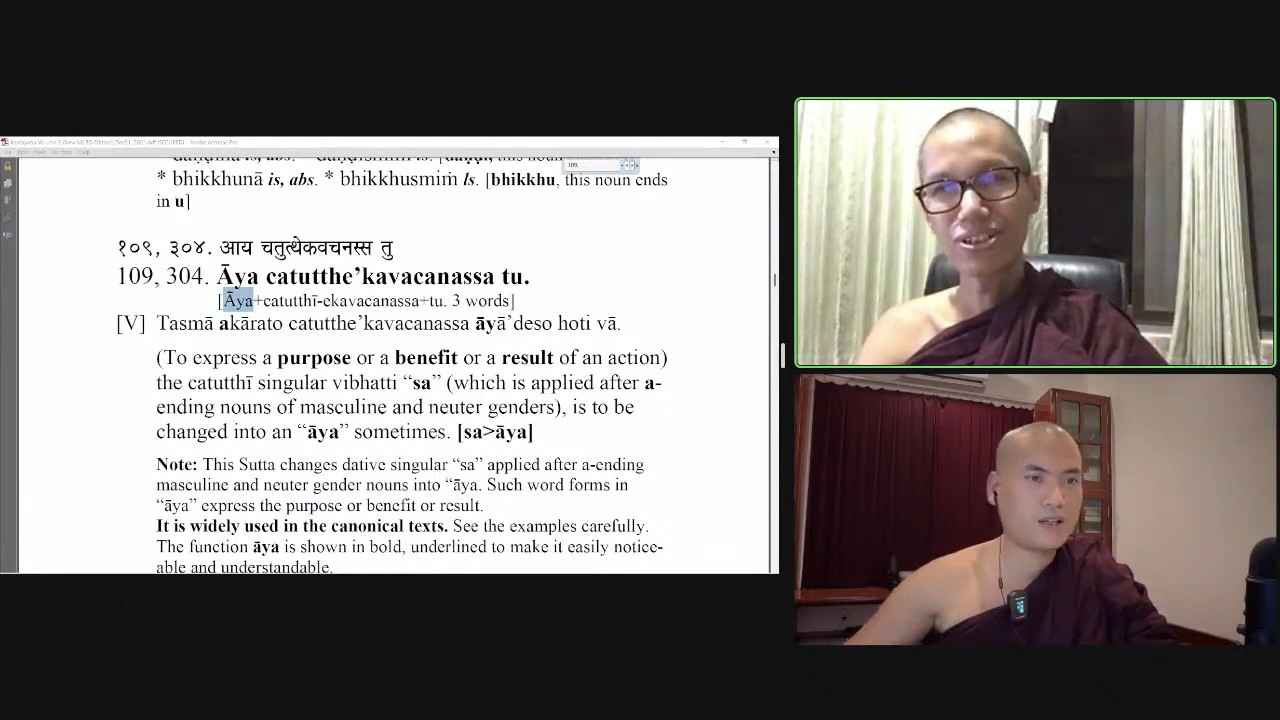 * bhikkhunā is, abs. * bhikkhusmiṁ ls. [bhikkhu, this noun ends
in u]
१०९, ३०४. आय चतुत्थेकवचनस्स तु
109, 304. Āya catutthe’kavacanassa tu.
[Āya+catutthī-ekavacanassa+tu. 3 words]
[V] Tasmā akārato catutthe’kavacanassa āyā’deso hoti vā.
(To express a purpose or a benefit or a result of an action)
the catutthī singular vibhatti “sa” (which is applied after a-
ending nouns of masculine and neuter genders), is to be
changed into an “āya” sometimes. [sa>āya]
Note: This Sutta changes dative singular “sa” applied after a-ending
masculine and neuter gender nouns into “āya. Such word forms in
“āya” express the purpose or benefit or result.
It is widely used in the canonical texts. See the examples carefully.
The function āya is shown in bold, underlined to make it easily notice-
able and understandable.